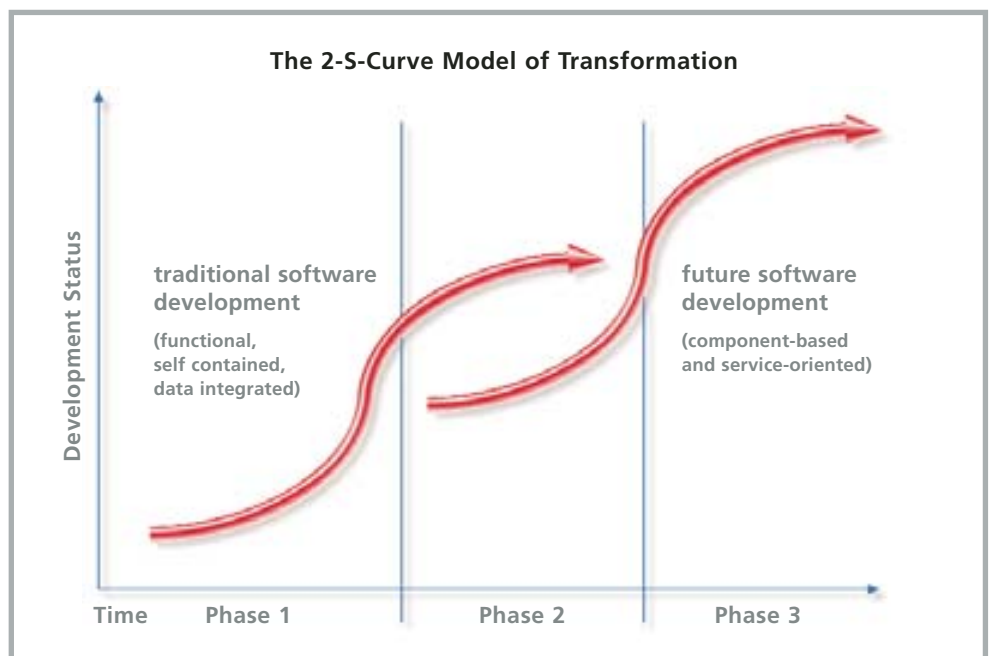 The 2-S-Curve Model of Transformation
Development Status
traditional software
development
(functional,
self contained,
data integrated)
future software
development
(component-based
and service-oriented)
Time
Phase 1
Phase 2
Phase 3